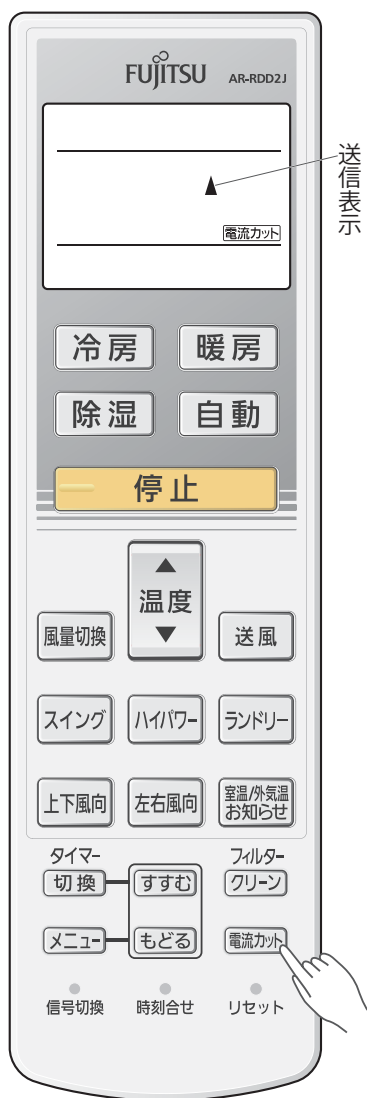 FUJITSU AR-RDD2J
送信表示
電流カット
冷房 暖房
除湿 自動
停止
▲
温度
▼
風量切換 送風
スイング ハイパワー ランドリー
上下風向 左右風向 室温/外気温
お知らせ
タイマー フィルター
切換 すすむ クリーン
メニュー もどる 電流カット
信号切換 時刻合せ リセット